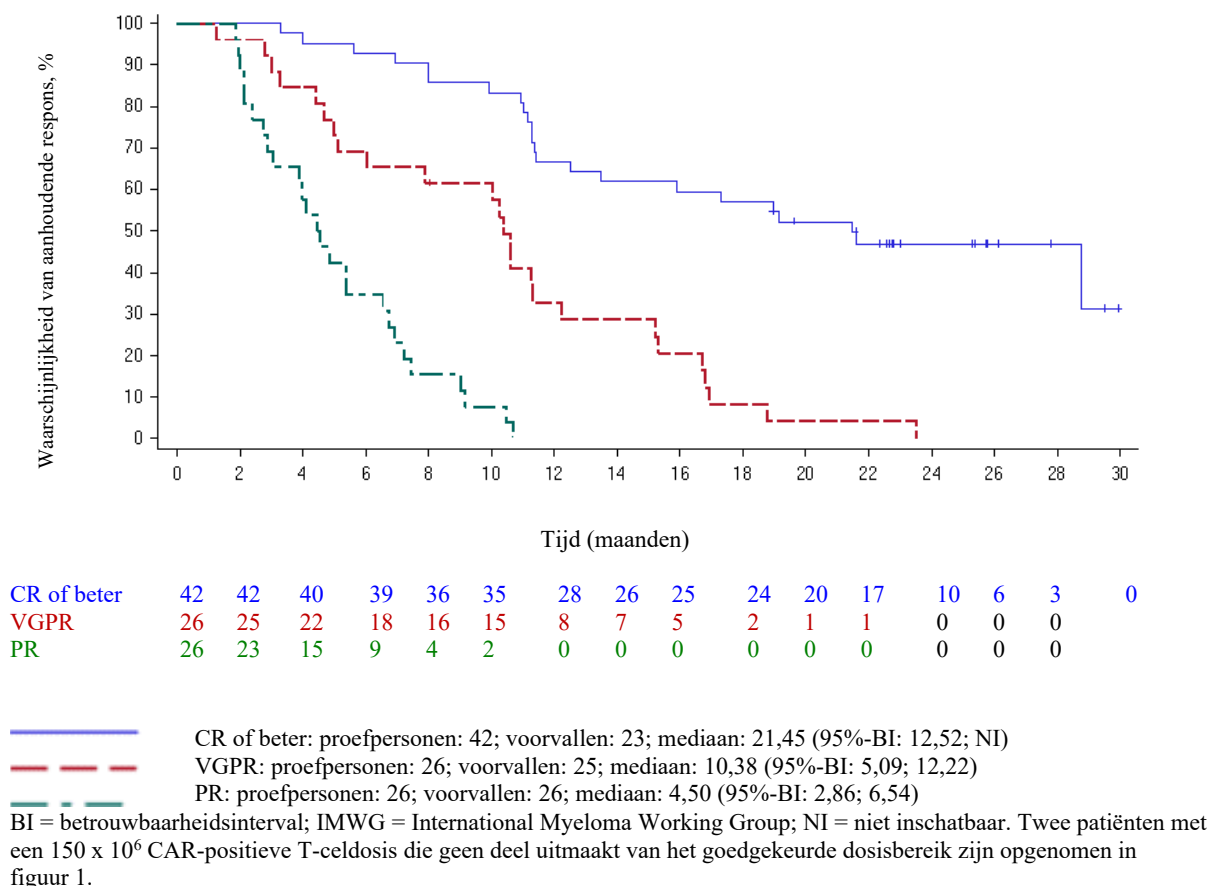 Waarschijnlijkheid van aanhoudende respons, %
100
90
80
70
60
50
40
30
20
10
0
0 2 4 6 8 10 12 14 16 18 20 22 24 26 28 30
Tijd (maanden)
CR of beter 42 42 40 39 36 35 28 26 25 24 20 17 10 6 3 0
VGPR 26 25 22 18 16 15 8 7 5 2 1 1 0 0 0
PR 26 23 15 9 4 2 0 0 0 0 0 0 0 0 0
CR of beter: proefpersonen: 42; voorvallen: 23; mediaan: 21,45 (95%-BI: 12,52; NI)
VGPR: proefpersonen: 26; voorvallen: 25; mediaan: 10,38 (95%-BI: 5,09; 12,22)
PR: proefpersonen: 26; voorvallen: 26; mediaan: 4,50 (95%-BI: 2,86; 6,54)
BI = betrouwbaarheidsinterval; IMWG = International Myeloma Working Group; NI = niet inschatbaar. Twee patiënten met
een 150 x 10⁶ CAR-positieve T-celdosis die geen deel uitmaakt van het goedgekeurde dosisbereik zijn opgenomen in
figuur 1.